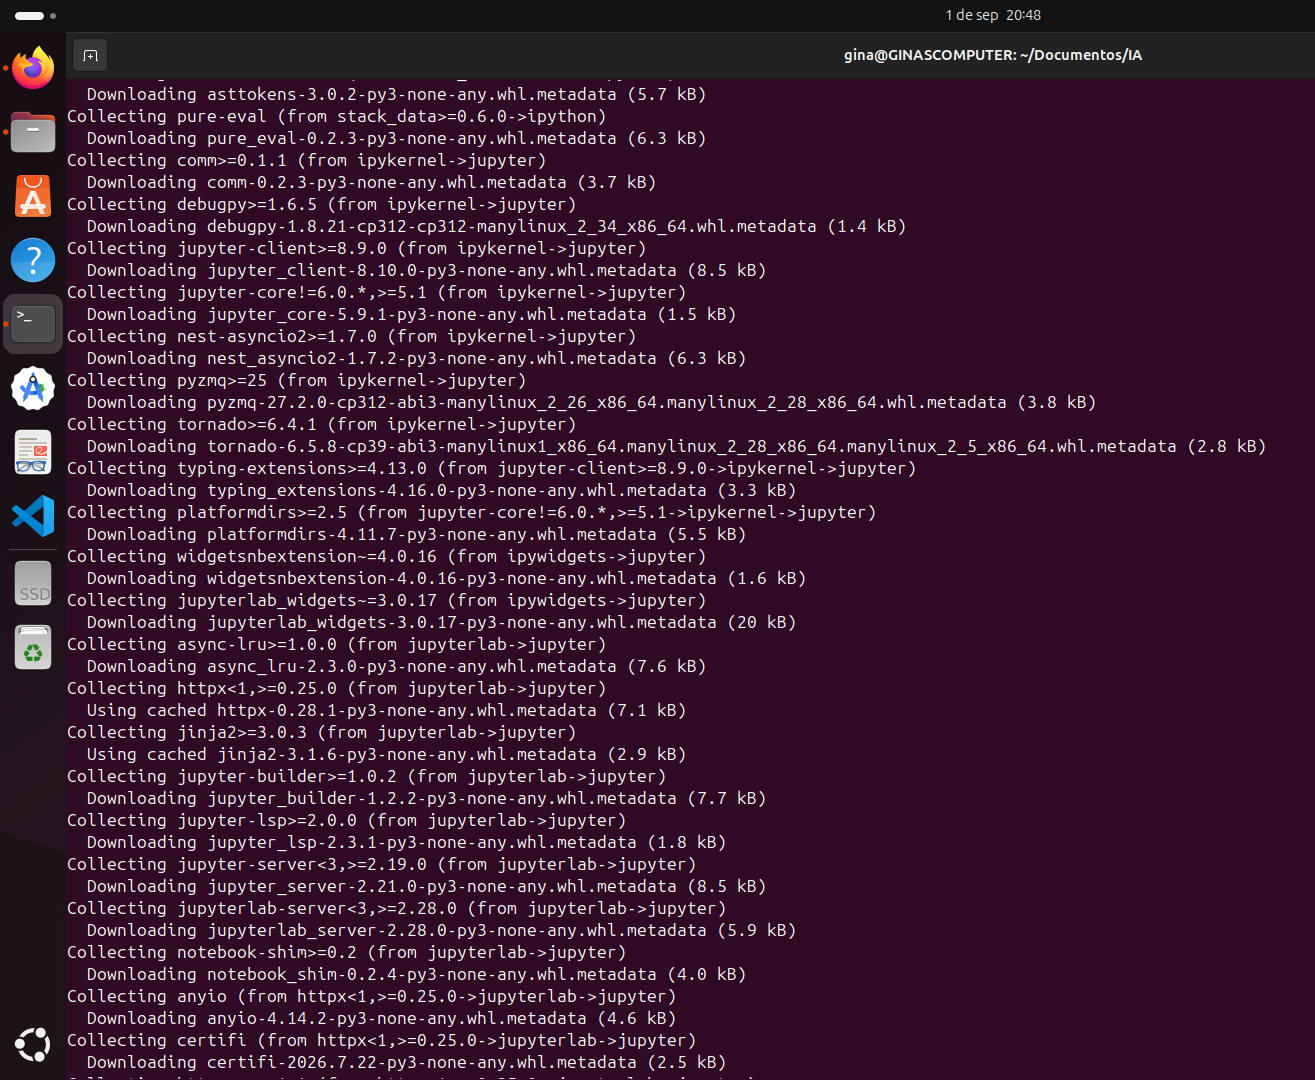 1 de sep 20:48
gina@GINASCOMPUTER: ~/Documentos/IA
Downloading asttokens-3.0.2-py3-none-any.whl.metadata (5.7 kB)
Collecting pure-eval (from stack_data>=0.6.0->ipython)
Downloading pure_eval-0.2.3-py3-none-any.whl.metadata (6.3 kB)
Collecting comm>=0.1.1 (from ipykernel->jupyter)
Downloading comm-0.2.3-py3-none-any.whl.metadata (3.7 kB)
Collecting debugpy>=1.6.5 (from ipykernel->jupyter)
Downloading debugpy-1.8.21-cp312-cp312-manylinux_2_34_x86_64.whl.metadata (1.4 kB)
Collecting jupyter-client>=8.9.0 (from ipykernel->jupyter)
Downloading jupyter_client-8.10.0-py3-none-any.whl.metadata (8.5 kB)
Collecting jupyter-core!=6.0.*,>=5.1 (from ipykernel->jupyter)
Downloading jupyter_core-5.9.1-py3-none-any.whl.metadata (1.5 kB)
Collecting nest-asyncio2>=1.7.0 (from ipykernel->jupyter)
Downloading nest_asyncio2-1.7.2-py3-none-any.whl.metadata (6.3 kB)
Collecting pyzmq>=25 (from ipykernel->jupyter)
Downloading pyzmq-27.2.0-cp312-abi3-manylinux_2_26_x86_64.manylinux_2_28_x86_64.whl.metadata (3.8 kB)
Collecting tornado>=6.4.1 (from ipykernel->jupyter)
Downloading tornado-6.5.8-cp39-abi3-manylinux1_x86_64.manylinux_2_28_x86_64.manylinux_2_5_x86_64.whl.metadata (2.8 kB)
Collecting typing-extensions>=4.13.0 (from jupyter-client>=8.9.0->ipykernel->jupyter)
Downloading typing_extensions-4.16.0-py3-none-any.whl.metadata (3.3 kB)
Collecting platformdirs>=2.5 (from jupyter-core!=6.0.*,>=5.1->ipykernel->jupyter)
Downloading platformdirs-4.11.7-py3-none-any.whl.metadata (5.5 kB)
Collecting widgetsnbextension~=4.0.16 (from ipywidgets->jupyter)
Downloading widgetsnbextension-4.0.16-py3-none-any.whl.metadata (1.6 kB)
Collecting jupyterlab_widgets~=3.0.17 (from ipywidgets->jupyter)
Downloading jupyterlab_widgets-3.0.17-py3-none-any.whl.metadata (20 kB)
Collecting async-lru>=1.0.0 (from jupyterlab->jupyter)
Downloading async_lru-2.3.0-py3-none-any.whl.metadata (7.6 kB)
Collecting httpx<1,>=0.25.0 (from jupyterlab->jupyter)
Using cached httpx-0.28.1-py3-none-any.whl.metadata (7.1 kB)
Collecting jinja2>=3.0.3 (from jupyterlab->jupyter)
Using cached jinja2-3.1.6-py3-none-any.whl.metadata (2.9 kB)
Collecting jupyter-builder>=1.0.2 (from jupyterlab->jupyter)
Downloading jupyter_builder-1.2.2-py3-none-any.whl.metadata (7.7 kB)
Collecting jupyter-lsp>=2.0.0 (from jupyterlab->jupyter)
Downloading jupyter_lsp-2.3.1-py3-none-any.whl.metadata (1.8 kB)
Collecting jupyter-server<3,>=2.19.0 (from jupyterlab->jupyter)
Downloading jupyter_server-2.21.0-py3-none-any.whl.metadata (8.5 kB)
Collecting jupyterlab-server<3,>=2.28.0 (from jupyterlab->jupyter)
Downloading jupyterlab_server-2.28.0-py3-none-any.whl.metadata (5.9 kB)
Collecting notebook-shim>=0.2 (from jupyterlab->jupyter)
Downloading notebook_shim-0.2.4-py3-none-any.whl.metadata (4.0 kB)
Collecting anyio (from httpx<1,>=0.25.0->jupyterlab->jupyter)
Downloading anyio-4.14.2-py3-none-any.whl.metadata (4.6 kB)
Collecting certifi (from httpx<1,>=0.25.0->jupyterlab->jupyter)
Downloading certifi-2026.7.22-py3-none-any.whl.metadata (2.5 kB)
>_
SSD